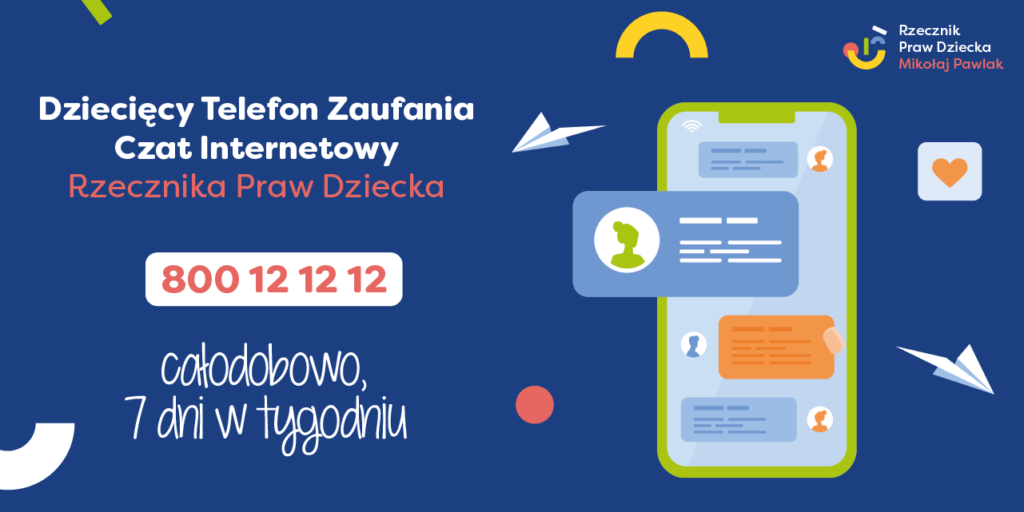 Rzecznik
Praw Dziecka
Mikołaj Pawlak
Dziecięcy Telefon Zaufania
Czat Internetowy
Rzecznika Praw Dziecka
800 12 12 12
całodobowo,
7 dni w tygodniu